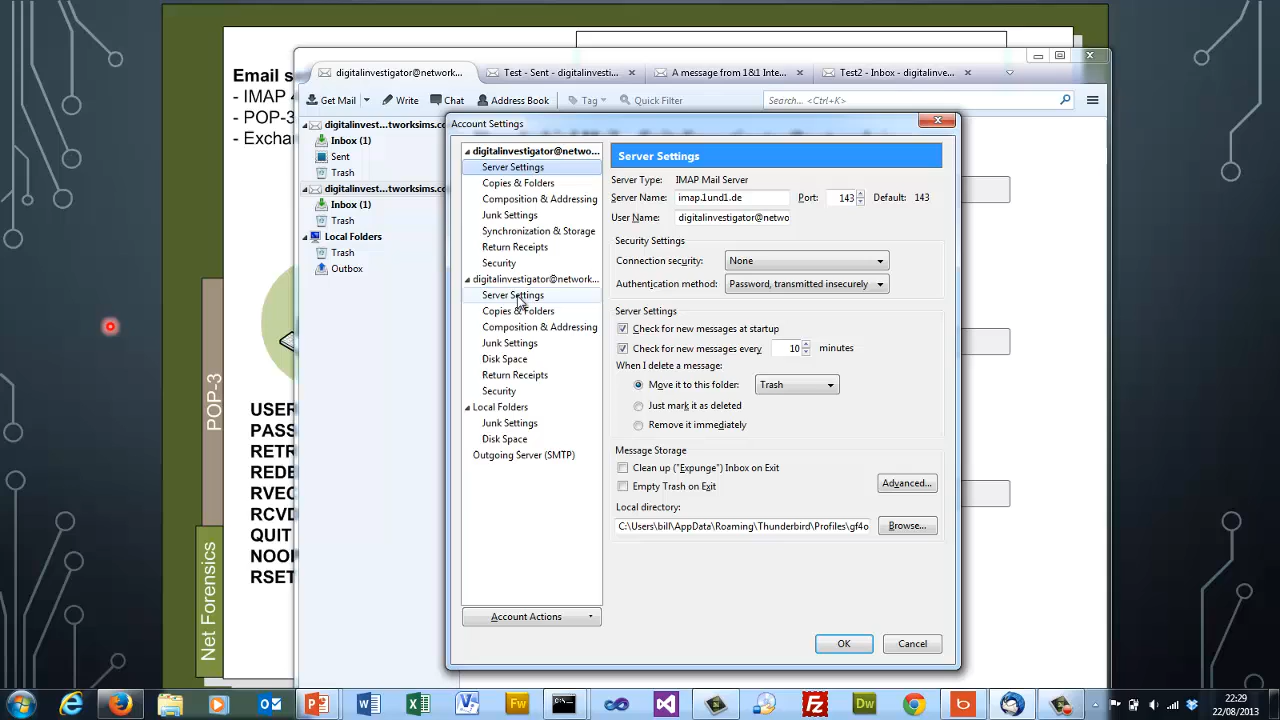 Email s
- IMAP 4
- POP-3
- Excha
POP-3
Net Forensics
USER
PASS
RETR
REDE
RVEC
RCVD
QUIT
NOOP
RSET
digitalinvestigator@network...
Test - Sent - digitalinvesti...
A message from 1&1 Inte...
Test2 - Inbox - digitalinve...
Get Mail
Write
Chat
Address Book
Tag
Quick Filter
Search... <Ctrl+K>
digitalinvest...tworksims.co
Inbox (1)
Sent
Trash
digitalinvest...tworksims.co
Inbox (1)
Trash
Local Folders
Trash
Outbox
Account Settings
digitalinvestigator@netwo...
Server Settings
Copies & Folders
Composition & Addressing
Junk Settings
Synchronization & Storage
Return Receipts
Security
digitalinvestigator@network...
Server Settings
Copies & Folders
Composition & Addressing
Junk Settings
Disk Space
Return Receipts
Security
Local Folders
Junk Settings
Disk Space
Outgoing Server (SMTP)
Account Actions
Server Settings
Server Type: IMAP Mail Server
Server Name: imap.1und1.de Port: 143 Default: 143
User Name: digitalinvestigator@netwo
Security Settings
Connection security: None
Authentication method: Password, transmitted insecurely
Server Settings
Check for new messages at startup
Check for new messages every 10 minutes
When I delete a message:
Move it to this folder: Trash
Just mark it as deleted
Remove it immediately
Message Storage
Clean up ("Expunge") Inbox on Exit
Empty Trash on Exit
Advanced...
Local directory:
C:\Users\bill\AppData\Roaming\Thunderbird\Profiles\gf4o
Browse...
OK
Cancel
22:29
22/08/2013